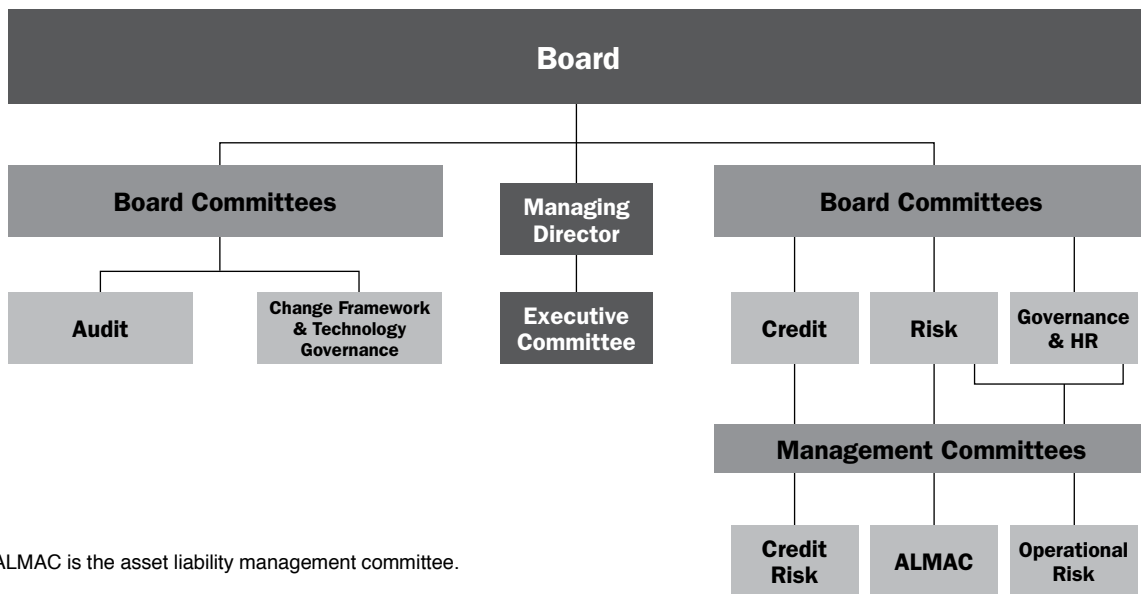 Board
Board Committees
Managing
Director
Board Committees
Audit
Change Framework
& Technology
Governance
Executive
Committee
Credit
Risk
Governance
& HR
Management Committees
Credit
Risk
ALMAC
Operational
Risk
ALMAC is the asset liability management committee.